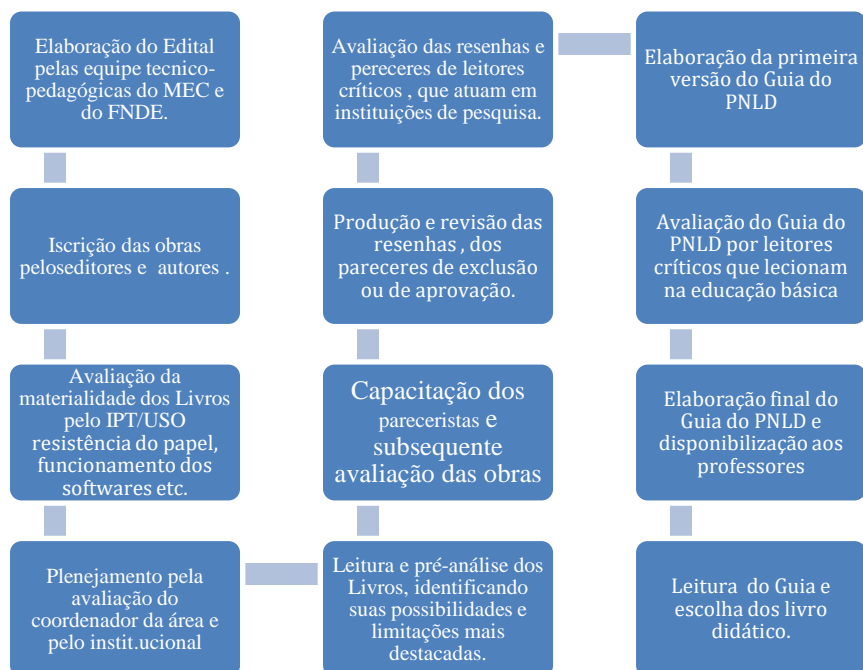 Elaboração do Edital
pelas equipe tecnico-
pedagógicas do MEC e
do FNDE.
Iscrição das obras
peloseditores e autores .
Avaliação da
materialidade dos Livros
pelo IPT/USO
resistência do papel,
funcionamento dos
softwares etc.
Plenejamento pela
avaliação do
coordenador da área e
pelo instit.ucional
Leitura e pré-análise dos
Livros, identificando
suas possibilidades e
limitações mais
destacadas.
Capacitação dos
pareceristas e
subsequente
avaliação das obras
Produção e revisão das
resenhas , dos
pareceres de exclusão
ou de aprovação.
Avaliação das resenhas e
pereceres de leitores
críticos , que atuam em
instituições de pesquisa.
Elaboração da primeira
versão do Guia do
PNLD
Avaliação do Guia do
PNLD por leitores
críticos que lecionam
na educação básica
Elaboração final do
Guia do PNLD e
disponibilização aos
professores
Leitura do Guia e
escolha dos livro
didático.